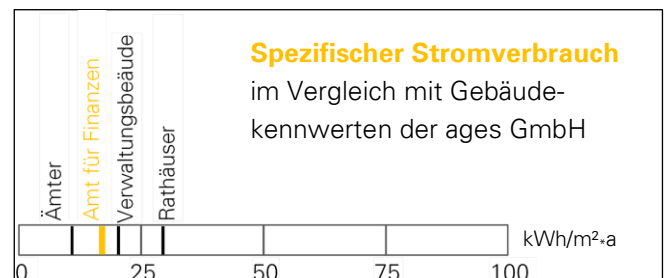 Spezifischer Stromverbrauch
im Vergleich mit Gebäude-
kennwerten der ages GmbH
Ämter
Amt für Finanzen
Verwaltungsbeäude
Rathäuser
kWh/m²*a
0 25 50 75 100